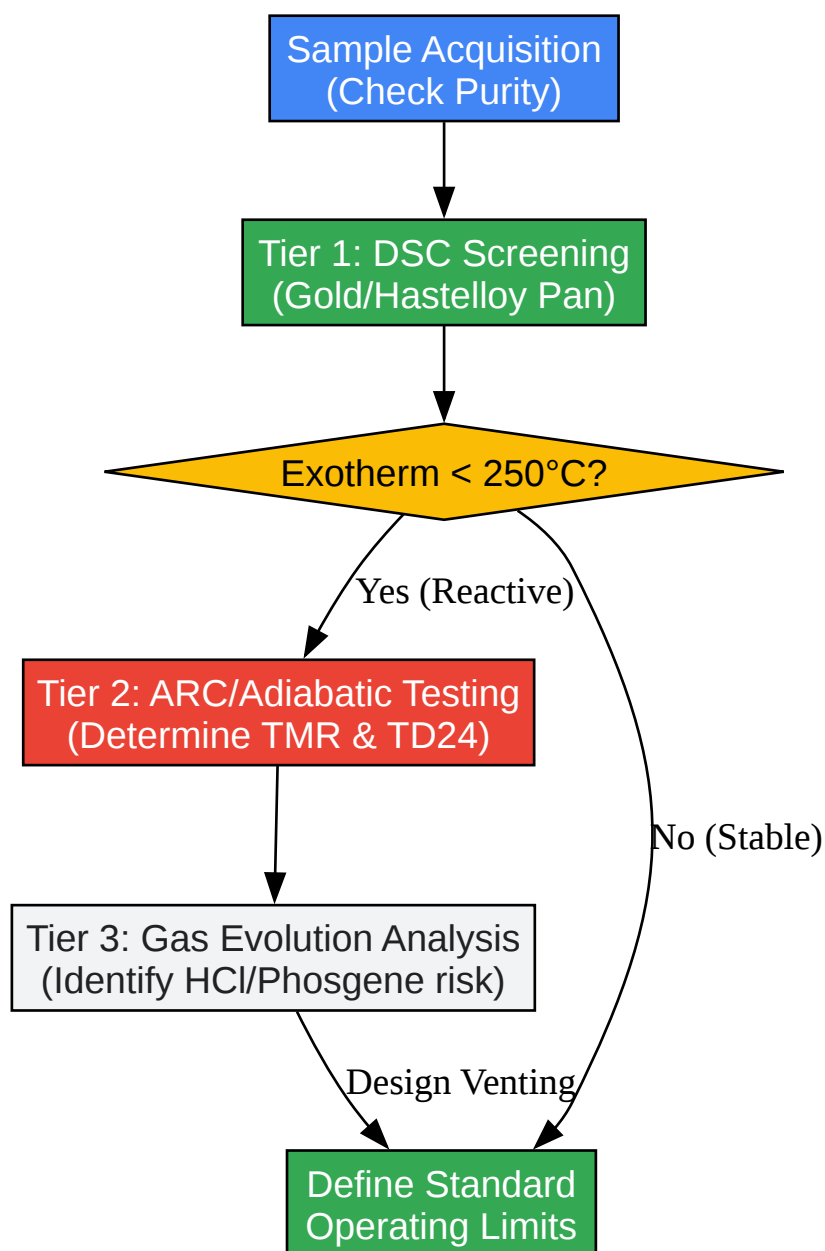 Sample Acquisition
(Check Purity)
Tier 1: DSC Screening
(Gold/Hastelloy Pan)
Exotherm < 250°C?
Yes (Reactive)
Tier 2: ARC/Adiabatic Testing
(Determine TMR & TD24)
No (Stable)
Tier 3: Gas Evolution Analysis
(Identify HCl/Phosgene risk)
Design Venting
Define Standard
Operating Limits